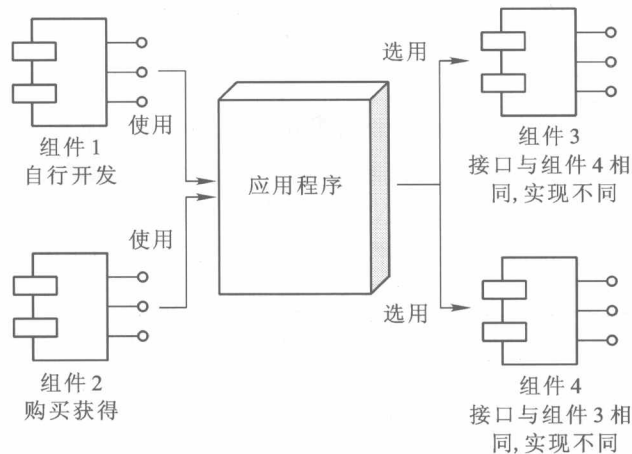 选用
使用
组件1
自行开发
应用程序
组件3
接口与组件4相
同,实现不同
使用
选用
组件2
购买获得
组件4
接口与组件3相
同,实现不同